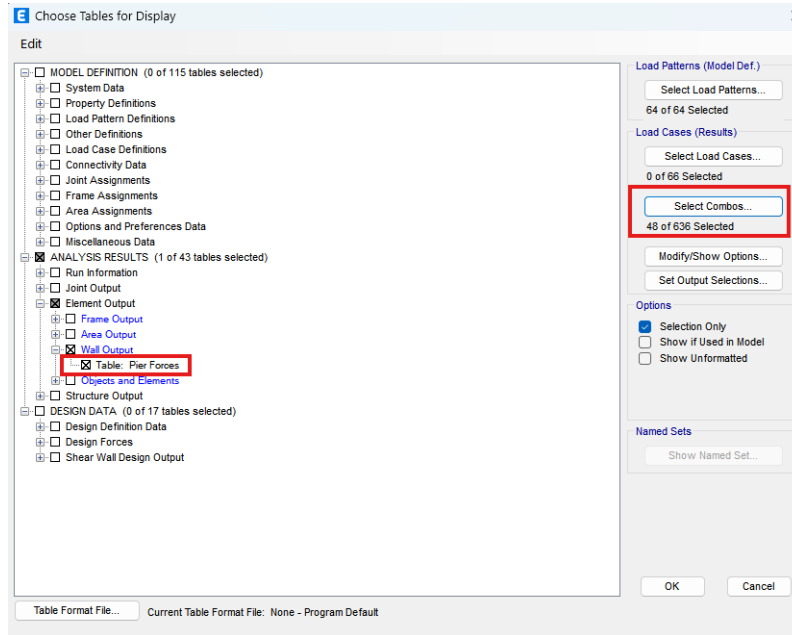 Choose Tables for Display
Edit
MODEL DEFINITION (0 of 115 tables selected)
System Data
Property Definitions
Load Pattern Definitions
Other Definitions
Load Case Definitions
Connectivity Data
Joint Assignments
Frame Assignments
Area Assignments
Options and Preferences Data
Miscellaneous Data
ANALYSIS RESULTS (1 of 43 tables selected)
Run Information
Joint Output
Element Output
Frame Output
Area Output
Wall Output
Table: Pier Forces
Objects and Elements
Structure Output
DESIGN DATA (0 of 17 tables selected)
Design Definition Data
Design Forces
Shear Wall Design Output
Load Patterns (Model Def.)
Select Load Patterns...
64 of 64 Selected
Load Cases (Results)
Select Load Cases...
0 of 66 Selected
Select Combos...
48 of 636 Selected
Modify/Show Options...
Set Output Selections...
Options
Selection Only
Show if Used in Model
Show Unformatted
Named Sets
Show Named Set...
OK Cancel
Table Format File... Current Table Format File: None - Program Default